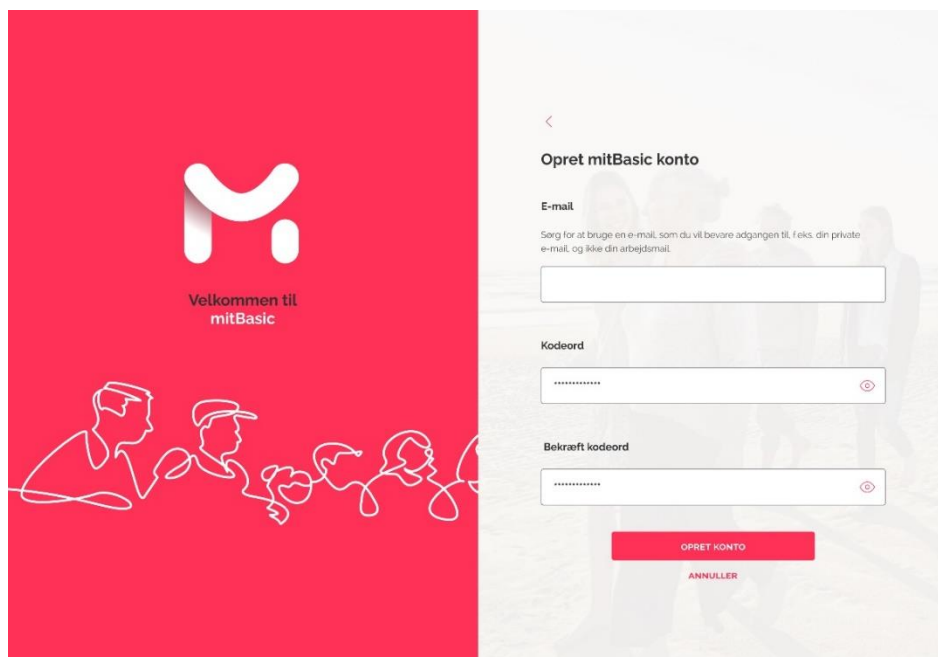 Velkommen til
mitBasic
Opret mitBasic konto
E-mail
Sørg for at bruge en e-mail, som du vil bevare adgangen til, f.eks. din private
e-mail, og ikke din arbejdsmail.
Kodeord
*************
Bekræft kodeord
*************
OPRET KONTO
ANNULLER